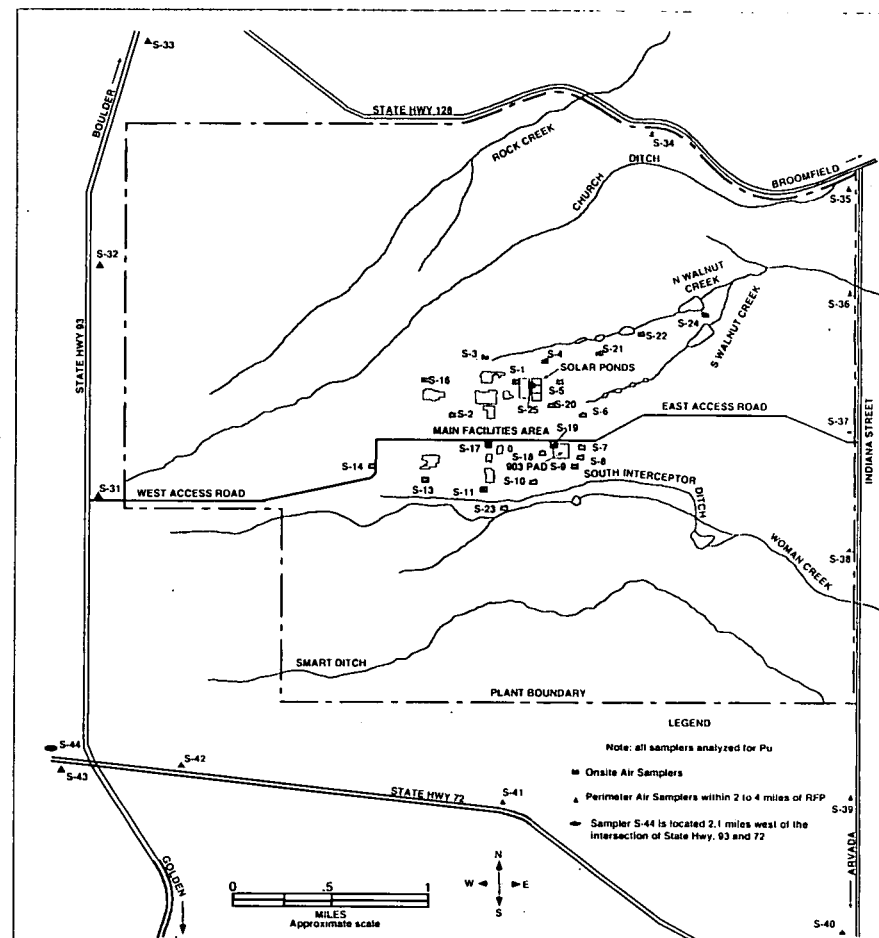 S-33
BOULDER
STATE HWY 128
ROCK CREEK
S-34
DITCH
CHURCH
BROOMFIELD
S-35
S-32
N WALNUT
CREEK
S-36
S WALNUT CREEK
S-24
STATE HWY 93
S-22
S-21
S-3
S-4
S-1
SOLAR PONDS
S-16
S-5
S-25
S-20
S-2
S-6
EAST ACCESS ROAD
MAIN FACILITIES AREA
S-19
S-37
INDIANA STREET
S-17
S-18
S-7
S-14
903 PAD
S-9
S-8
SOUTH INTERCEPTOR
DITCH
S-31
WEST ACCESS ROAD
S-13
S-11
S-10
S-23
WOMAN CREEK
S-38
SMART DITCH
PLANT BOUNDARY
LEGEND
Note: all samplers analyzed for Pu
Onsite Air Samplers
Perimeter Air Samplers within 2 to 4 miles of RFP
Sampler S-44 is located 2.1 miles west of the
intersection of State Hwy. 93 and 72
S-44
S-43
S-42
STATE HWY 72
S-41
S-39
GOLDEN
ARVADA
N
W E
S
0 .5 1
MILES
Approximate scale
S-40